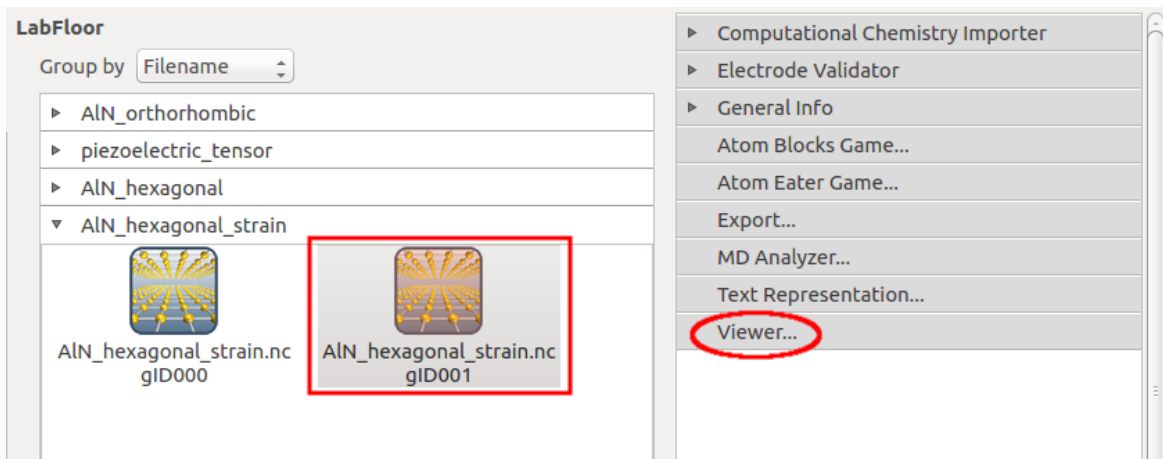 LabFloor
Group by Filename
AlN_orthorhombic
piezoelectric_tensor
AlN_hexagonal
AlN_hexagonal_strain
AlN_hexagonal_strain.nc
gID000
AlN_hexagonal_strain.nc
gID001
Computational Chemistry Importer
Electrode Validator
General Info
Atom Blocks Game...
Atom Eater Game...
Export...
MD Analyzer...
Text Representation...
Viewer...